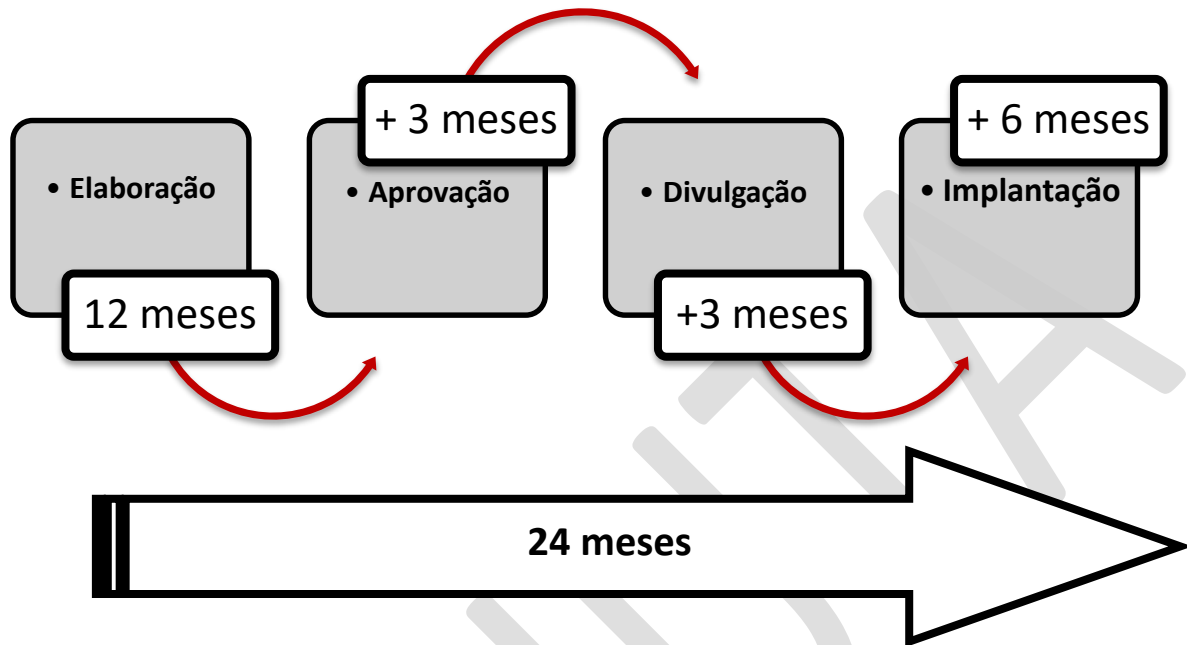 + 3 meses
+ 6 meses
• Elaboração
• Aprovação
• Divulgação
• Implantação
12 meses
+3 meses
24 meses